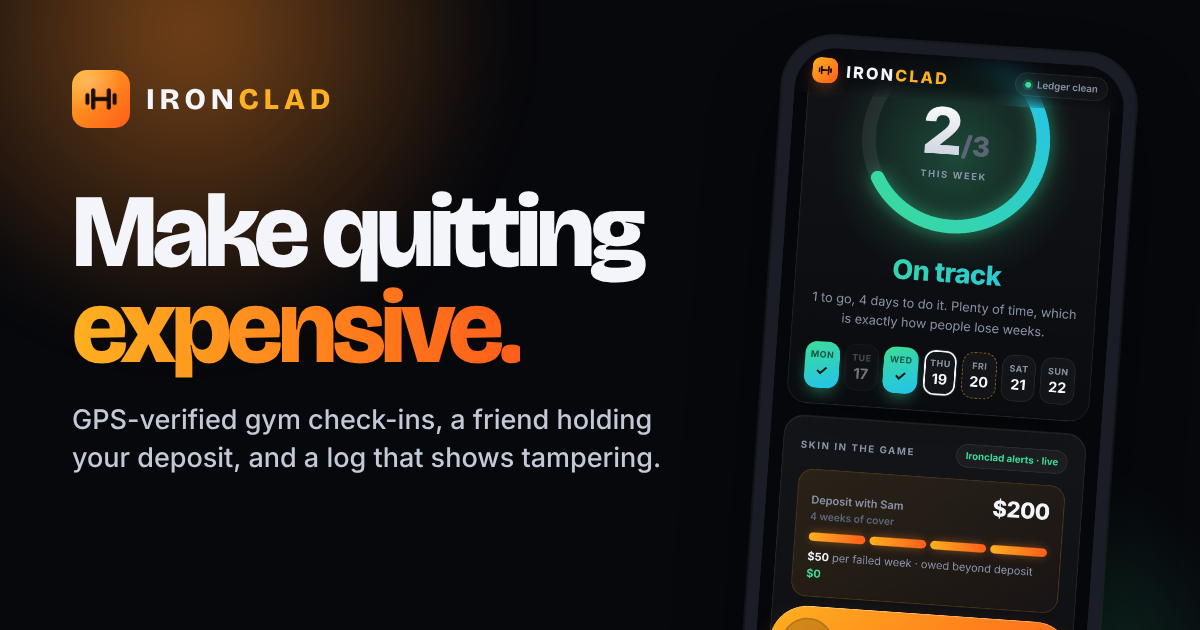 IRONCLAD
Make quitting
expensive.
GPS-verified gym check-ins, a friend holding
your deposit, and a log that shows tampering.
IRONCLAD
Ledger clean
2/3
THIS WEEK
On track
1 to go, 4 days to do it. Plenty of time, which
is exactly how people lose weeks.
MON TUE WED THU FRI SAT SUN
✓ 17 ✓ 19 20 21 22
SKIN IN THE GAME
Ironclad alerts · live
Deposit with Sam
$200
4 weeks of cover
$50 per failed week · owed beyond deposit
$0